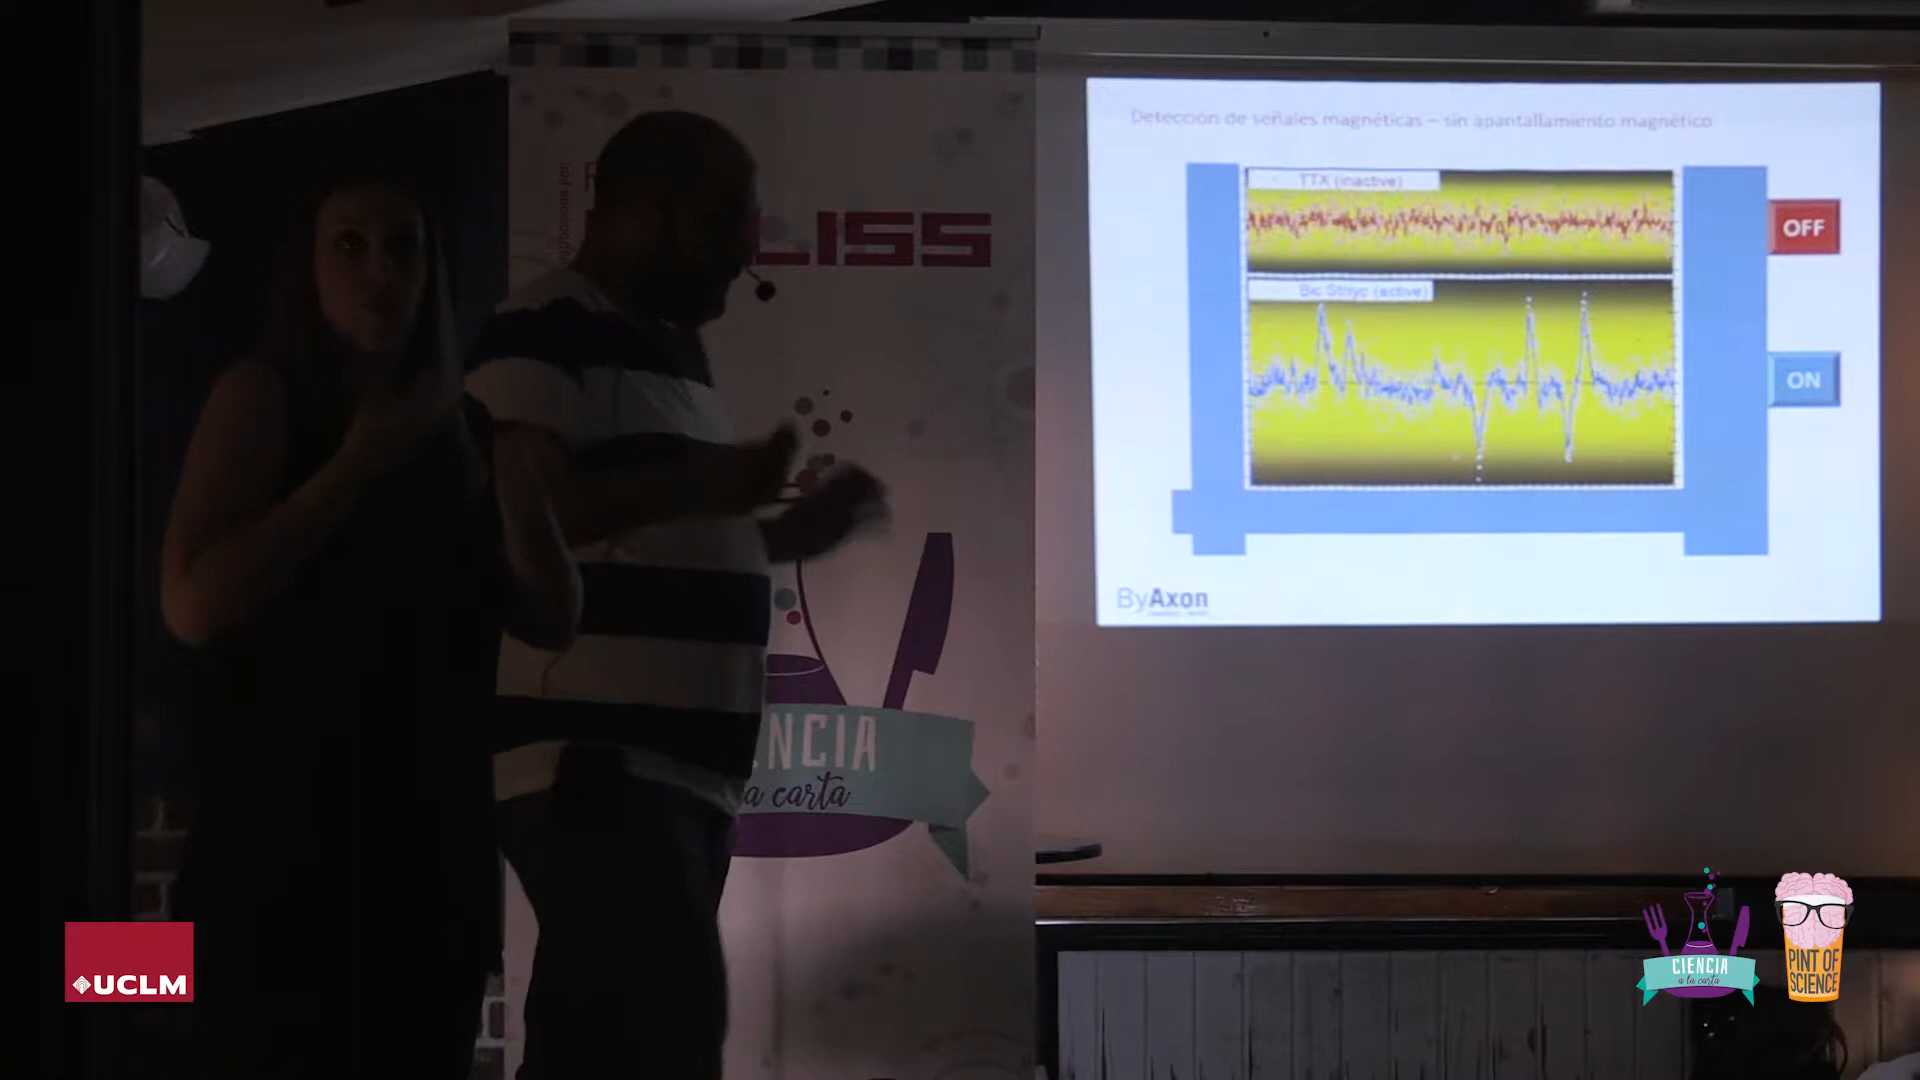 LISS
NCIA
a carta
Detección de señales magnéticas – sin apantallamiento magnético
TTX (inactive)
OFF
Bic Stryc (active)
ON
ByAxon
UCLM
CIENCIA
a la carta
PINT OF
SCIENCE